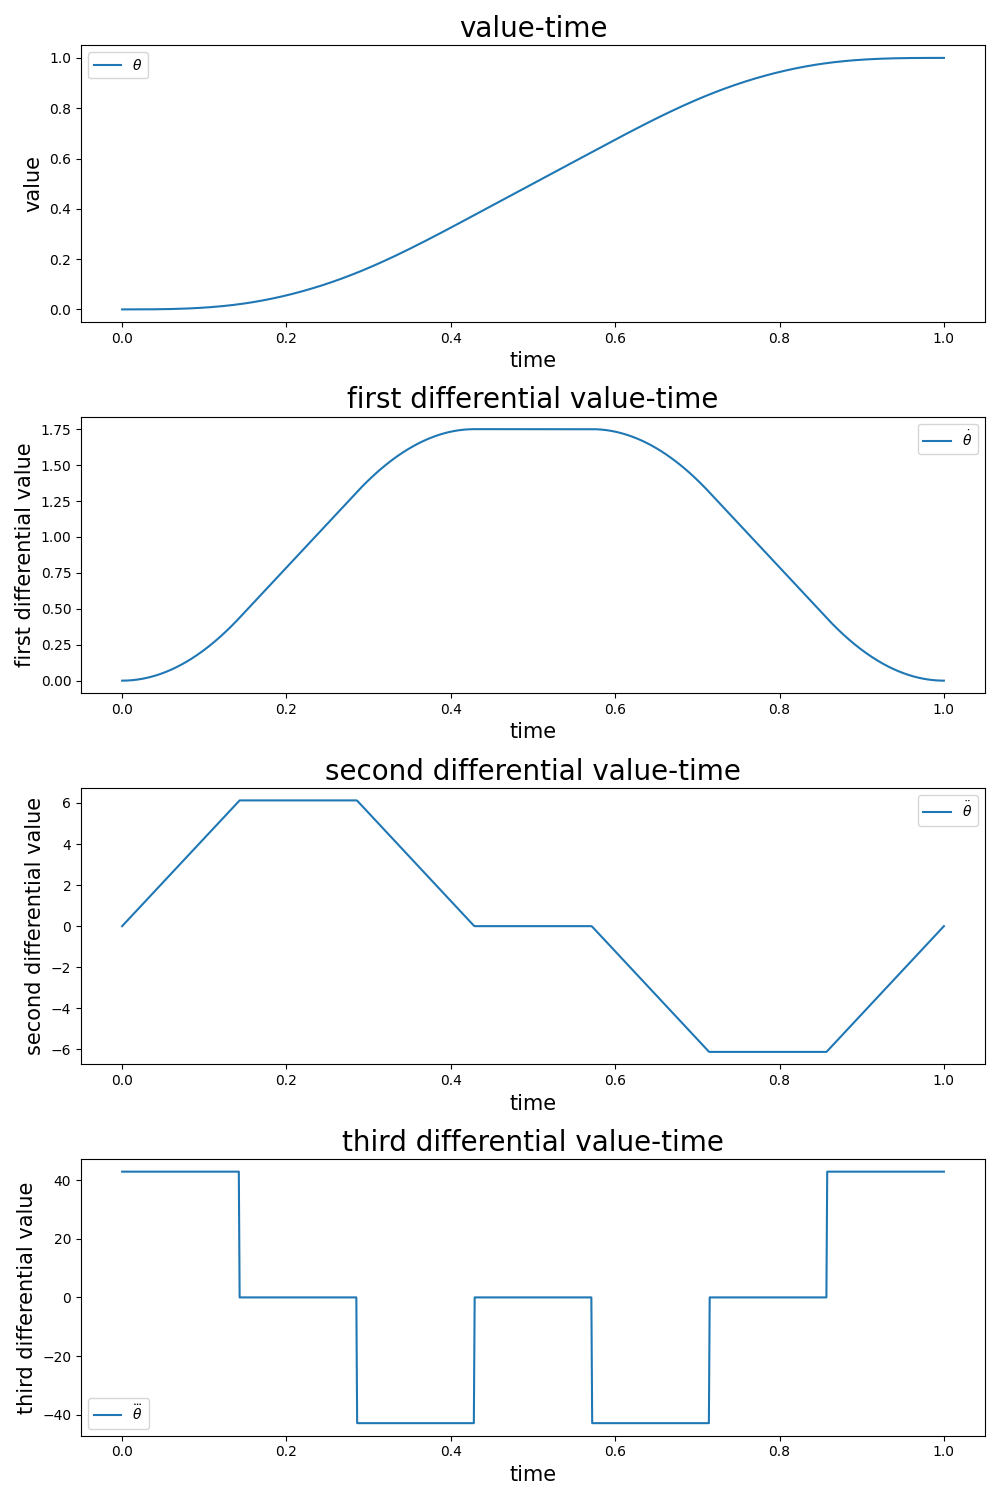 value-time
θ
1.0
0.8
0.6
0.4
0.2
0.0
value
0.0 0.2 0.4 0.6 0.8 1.0
time
first differential value-time
θ̇
1.75
1.50
1.25
1.00
0.75
0.50
0.25
0.00
first differential value
0.0 0.2 0.4 0.6 0.8 1.0
time
second differential value-time
θ̈
6
4
2
0
−2
−4
−6
second differential value
0.0 0.2 0.4 0.6 0.8 1.0
time
third differential value-time
40
20
0
−20
−40
third differential value
θ⃛
0.0 0.2 0.4 0.6 0.8 1.0
time